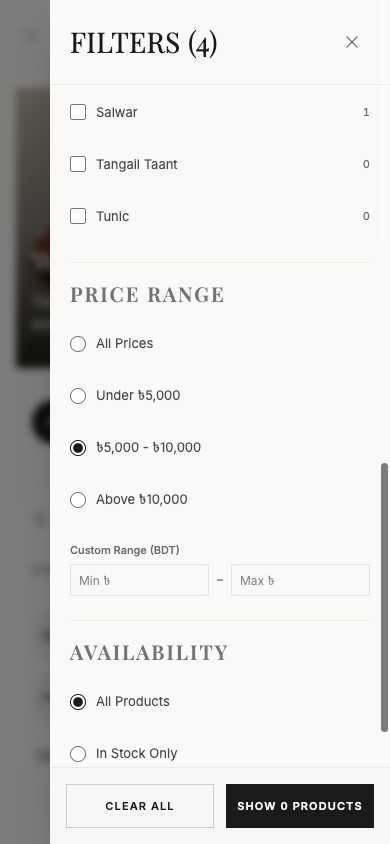 FILTERS (4)
Salwar 1
Tangail Taant 0
Tunic 0
PRICE RANGE
All Prices
Under ৳5,000
৳5,000 - ৳10,000
Above ৳10,000
Custom Range (BDT)
Min ৳ – Max ৳
AVAILABILITY
All Products
In Stock Only
CLEAR ALL SHOW 0 PRODUCTS